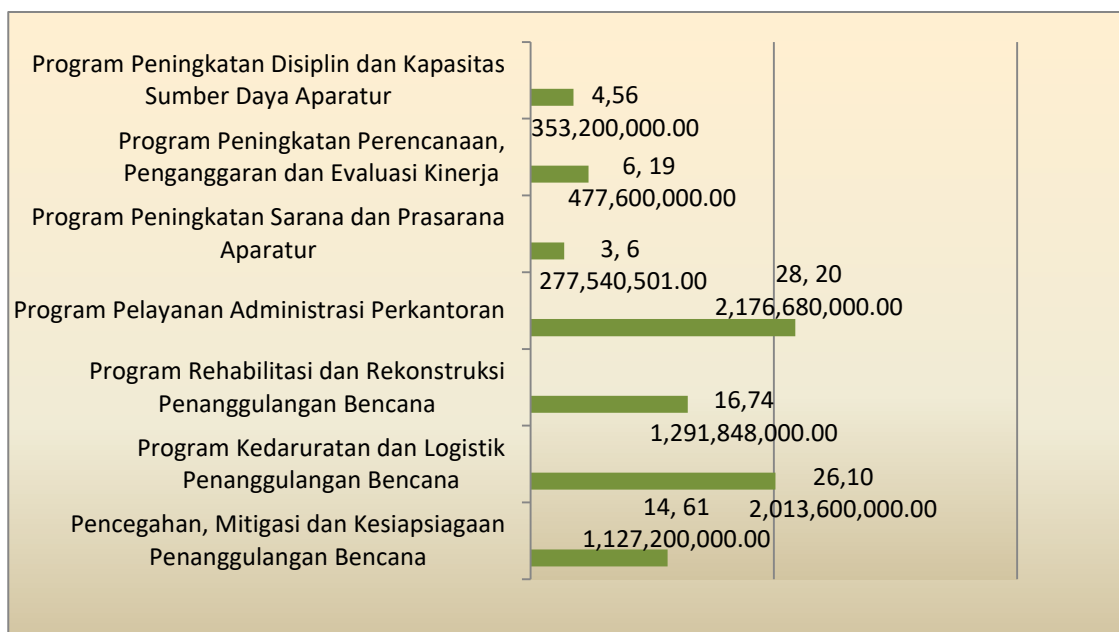 Program Peningkatan Disiplin dan Kapasitas
Sumber Daya Aparatur
4,56
353,200,000.00
Program Peningkatan Perencanaan,
Penganggaran dan Evaluasi Kinerja
6, 19
477,600,000.00
Program Peningkatan Sarana dan Prasarana
Aparatur
3, 6
277,540,501.00
Program Pelayanan Administrasi Perkantoran
28, 20
2,176,680,000.00
Program Rehabilitasi dan Rekonstruksi
Penanggulangan Bencana
16,74
1,291,848,000.00
Program Kedaruratan dan Logistik
Penanggulangan Bencana
26,10
2,013,600,000.00
Pencegahan, Mitigasi dan Kesiapsiagaan
Penanggulangan Bencana
14, 61
1,127,200,000.00